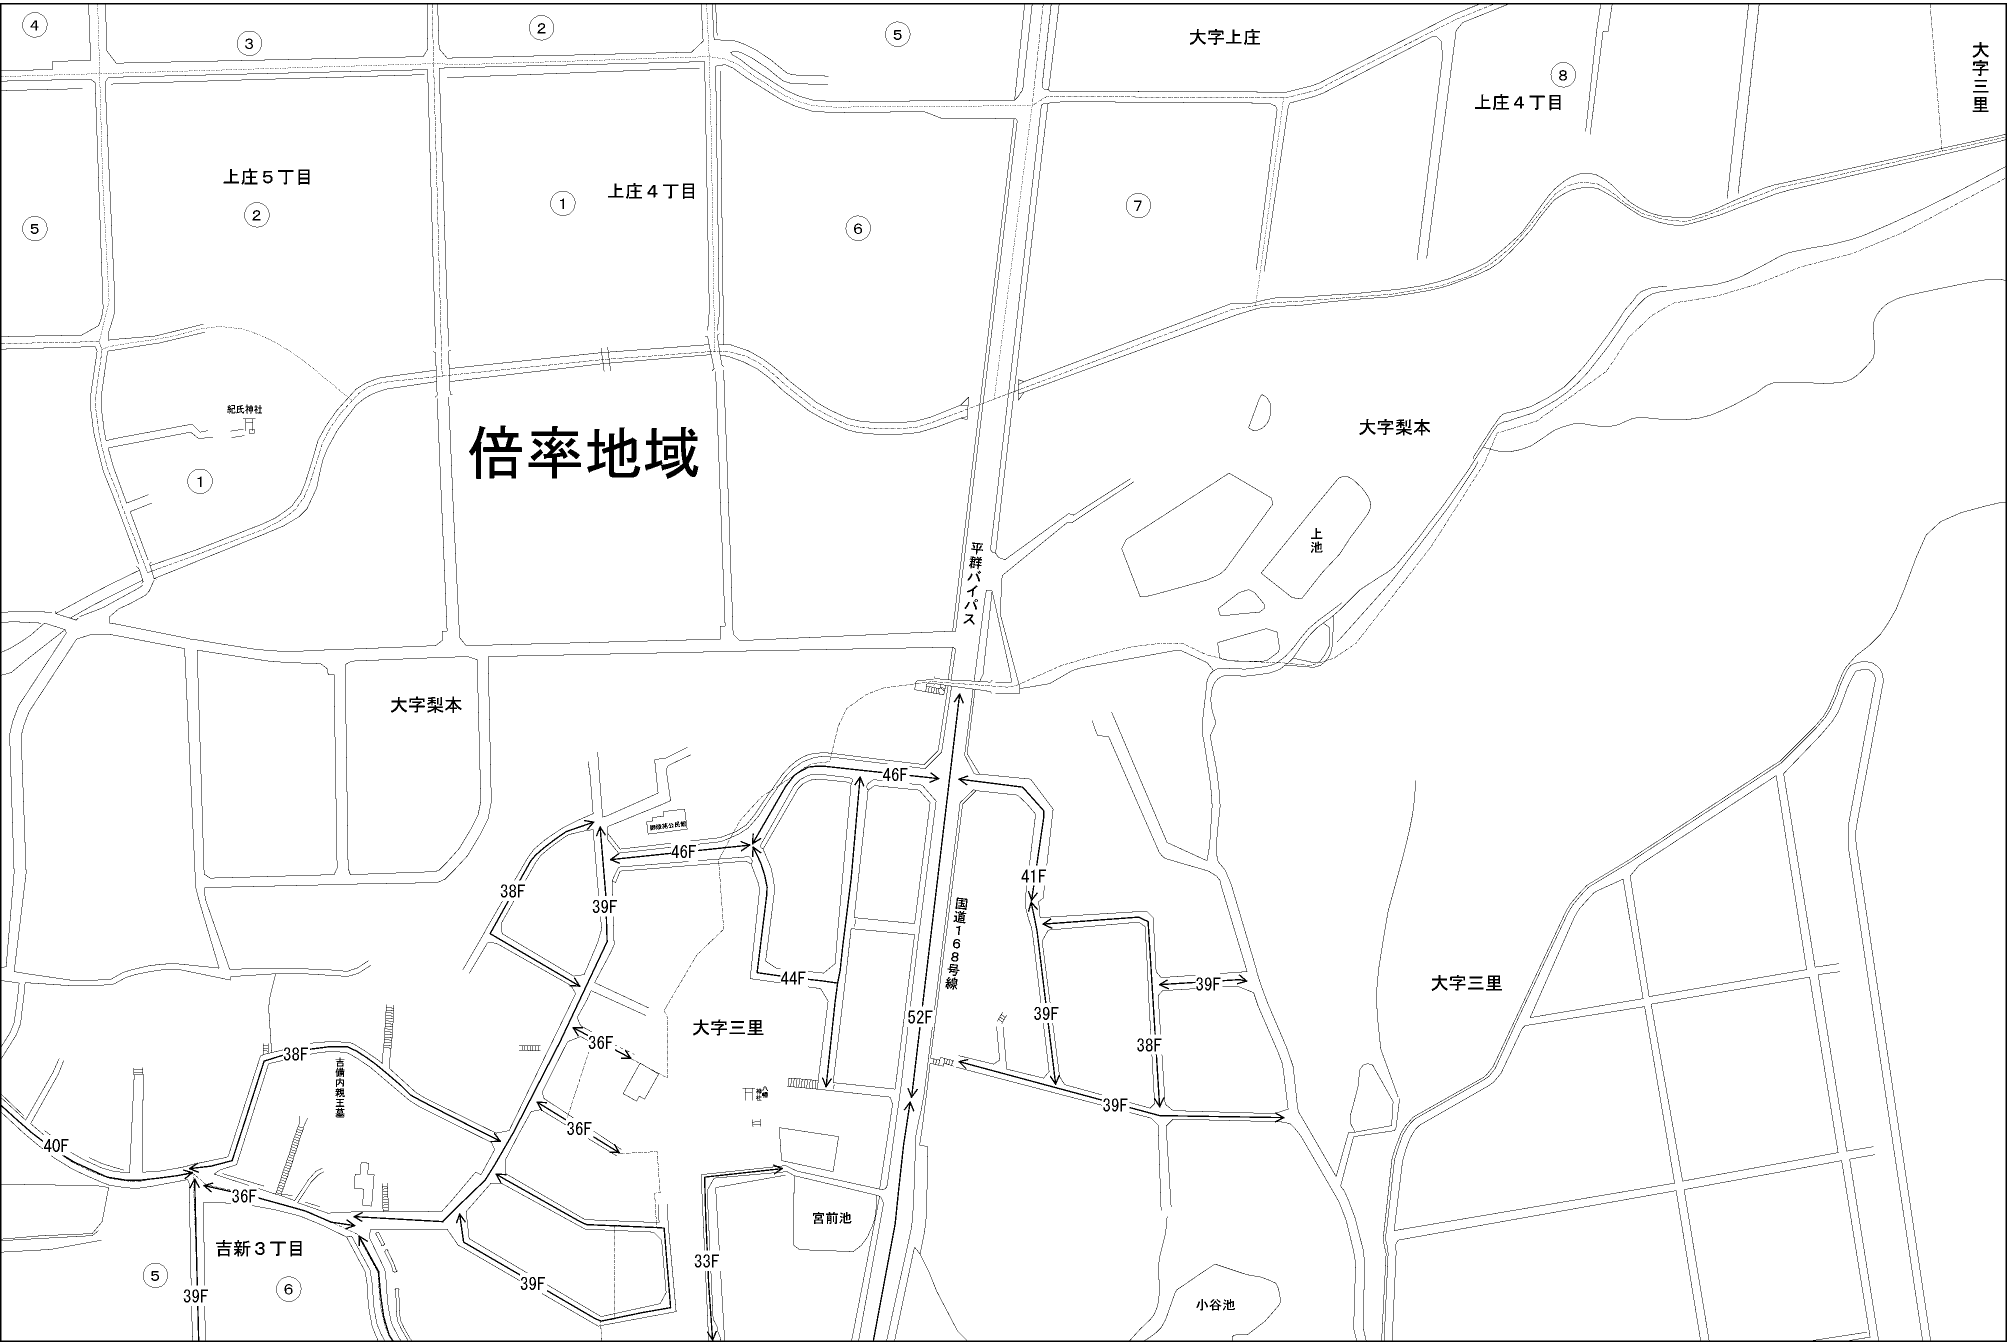 ④
③
②
⑤
大字上庄
⑧
上庄４丁目
大字三里
上庄５丁目
②
⑤
①
上庄４丁目
⑥
⑦
紀氏神社
①
倍率地域
大字梨本
上池
平群バイパス
大字梨本
46F
46F
38F
39F
41F
国道１６８号線
44F
39F
大字三里
52F
39F
大字三里
36F
38F
38F
吉備内親王墓
八幡神社
39F
36F
40F
36F
宮前池
吉新３丁目
33F
⑤
⑥
39F
39F
小谷池